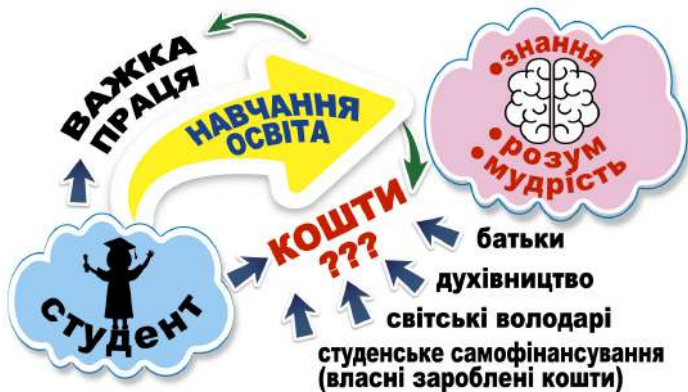 ВАЖКА
ПРАЦЯ
НАВЧАННЯ
ОСВІТА
•знання
•розум
•мудрість
студент
КОШТИ
???
батьки
духівництво
світські володарі
студенське самофінансування
(власні зароблені кошти)